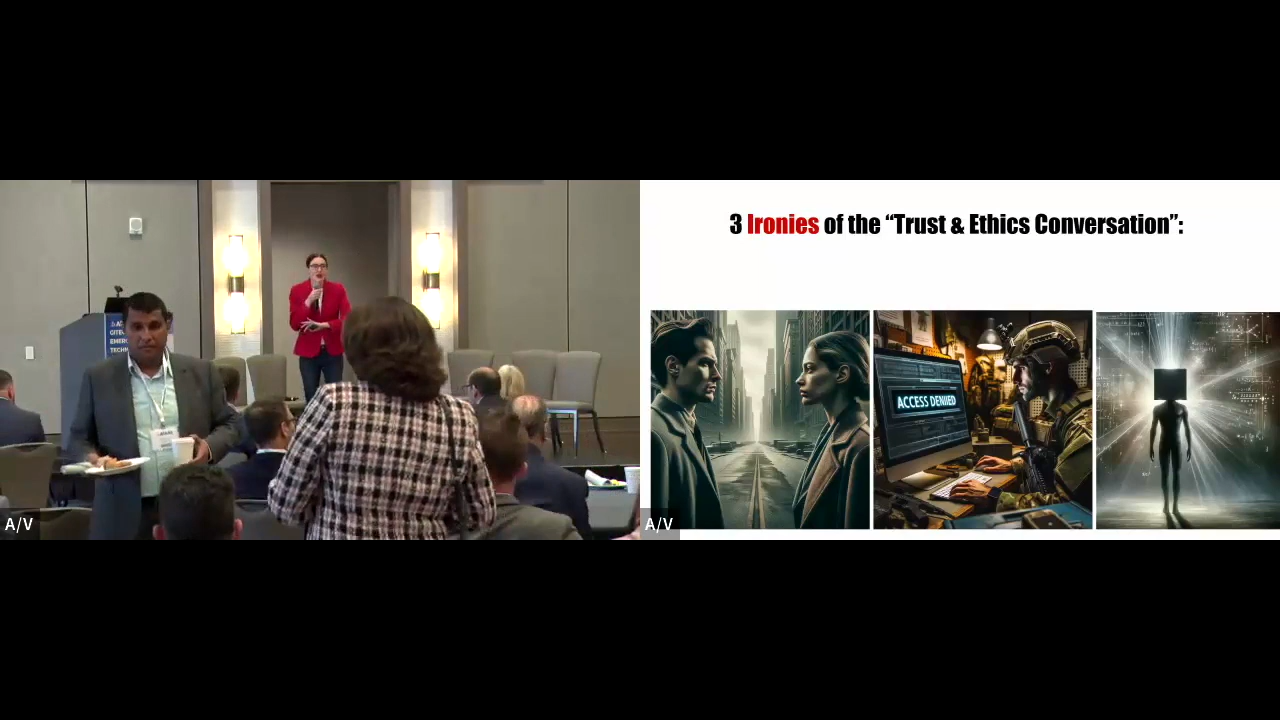 3 Ironies of the “Trust & Ethics Conversation”:
ACCESS DENIED
A/V
A/V